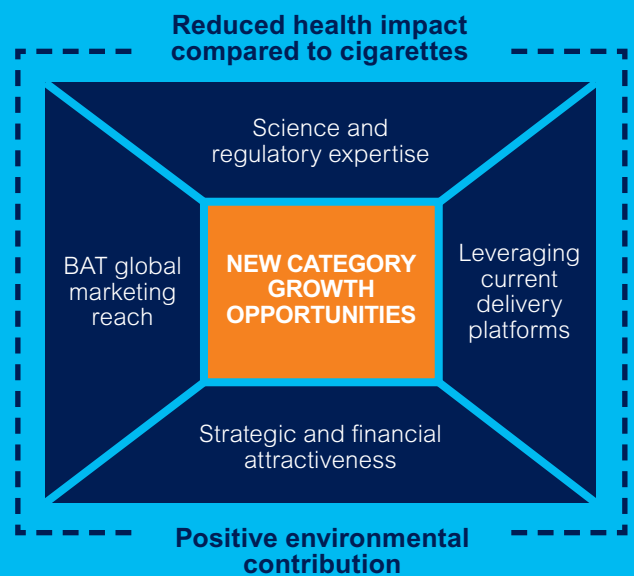 Reduced health impact
compared to cigarettes
Science and
regulatory expertise
BAT global
marketing
reach
NEW CATEGORY
GROWTH
OPPORTUNITIES
Leveraging
current
delivery
platforms
Strategic and financial
attractiveness
Positive environmental
contribution